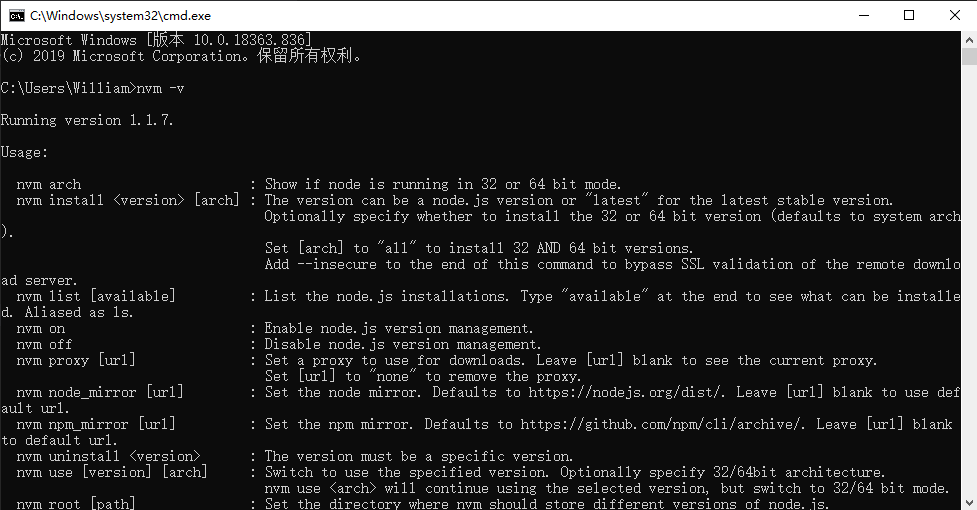 C:\Windows\system32\cmd.exe
Microsoft Windows [版本 10.0.18363.836]
(c) 2019 Microsoft Corporation。保留所有权利。
C:\Users\William>nvm -v
Running version 1.1.7.
Usage:
  nvm arch                     : Show if node is running in 32 or 64 bit mode.
  nvm install <version> [arch] : The version can be a node.js version or "latest" for the latest stable version.
                                 Optionally specify whether to install the 32 or 64 bit version (defaults to system arch
).
                                 Set [arch] to "all" to install 32 AND 64 bit versions.
                                 Add --insecure to the end of this command to bypass SSL validation of the remote downlo
ad server.
  nvm list [available]         : List the node.js installations. Type "available" at the end to see what can be installe
d. Aliased as ls.
  nvm on                       : Enable node.js version management.
  nvm off                      : Disable node.js version management.
  nvm proxy [url]              : Set a proxy to use for downloads. Leave [url] blank to see the current proxy.
                                 Set [url] to "none" to remove the proxy.
  nvm node_mirror [url]        : Set the node mirror. Defaults to https://nodejs.org/dist/. Leave [url] blank to use def
ault url.
  nvm npm_mirror [url]         : Set the npm mirror. Defaults to https://github.com/npm/cli/archive/. Leave [url] blank
to default url.
  nvm uninstall <version>      : The version must be a specific version.
  nvm use [version] [arch]     : Switch to use the specified version. Optionally specify 32/64bit architecture.
                                 nvm use <arch> will continue using the selected version, but switch to 32/64 bit mode.
  nvm root [path]              : Set the directory where nvm should store different versions of node.js.